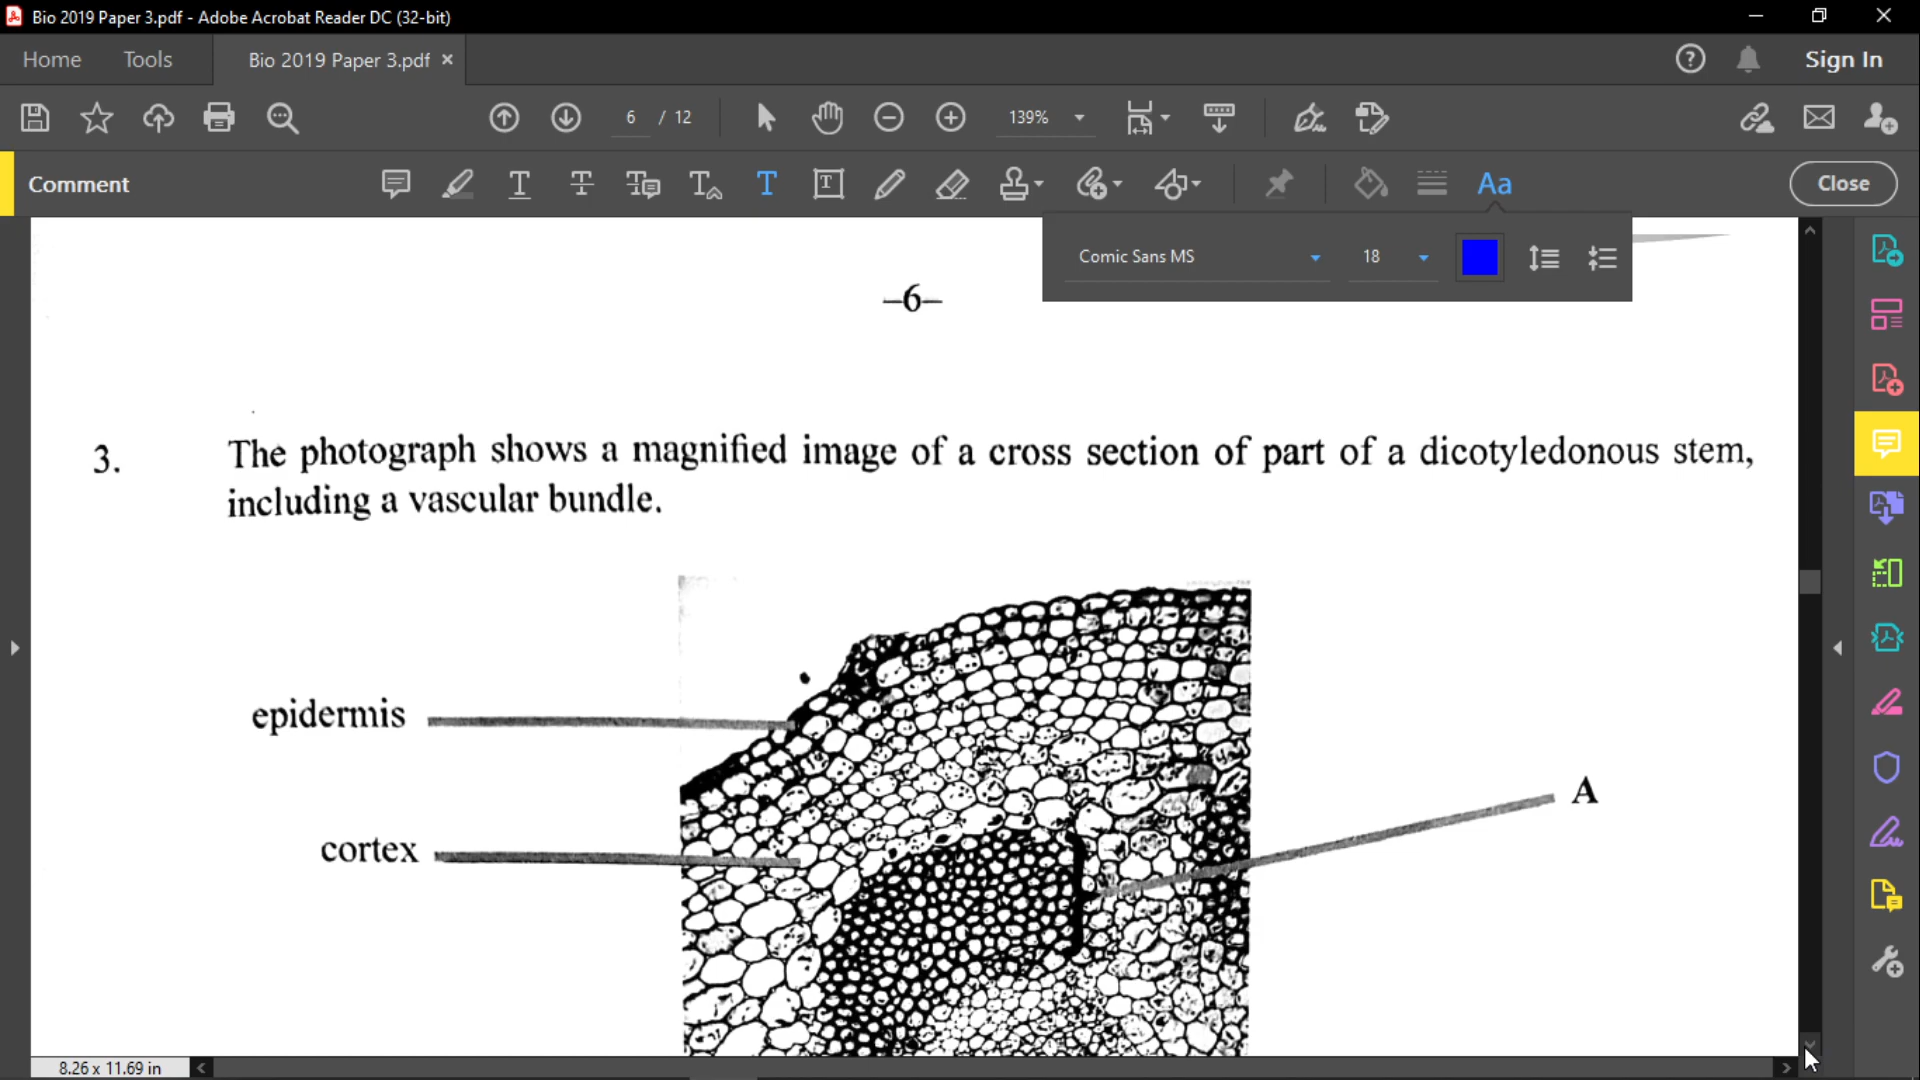 Bio 2019 Paper 3.pdf - Adobe Acrobat Reader DC (32-bit)
Home Tools Bio 2019 Paper 3.pdf × Sign In
6 / 12 139%
Comment Aa Close
Comic Sans MS 18
–6–
3. The photograph shows a magnified image of a cross section of part of a dicotyledonous stem,
including a vascular bundle.
epidermis
A
cortex
8.26 x 11.69 in